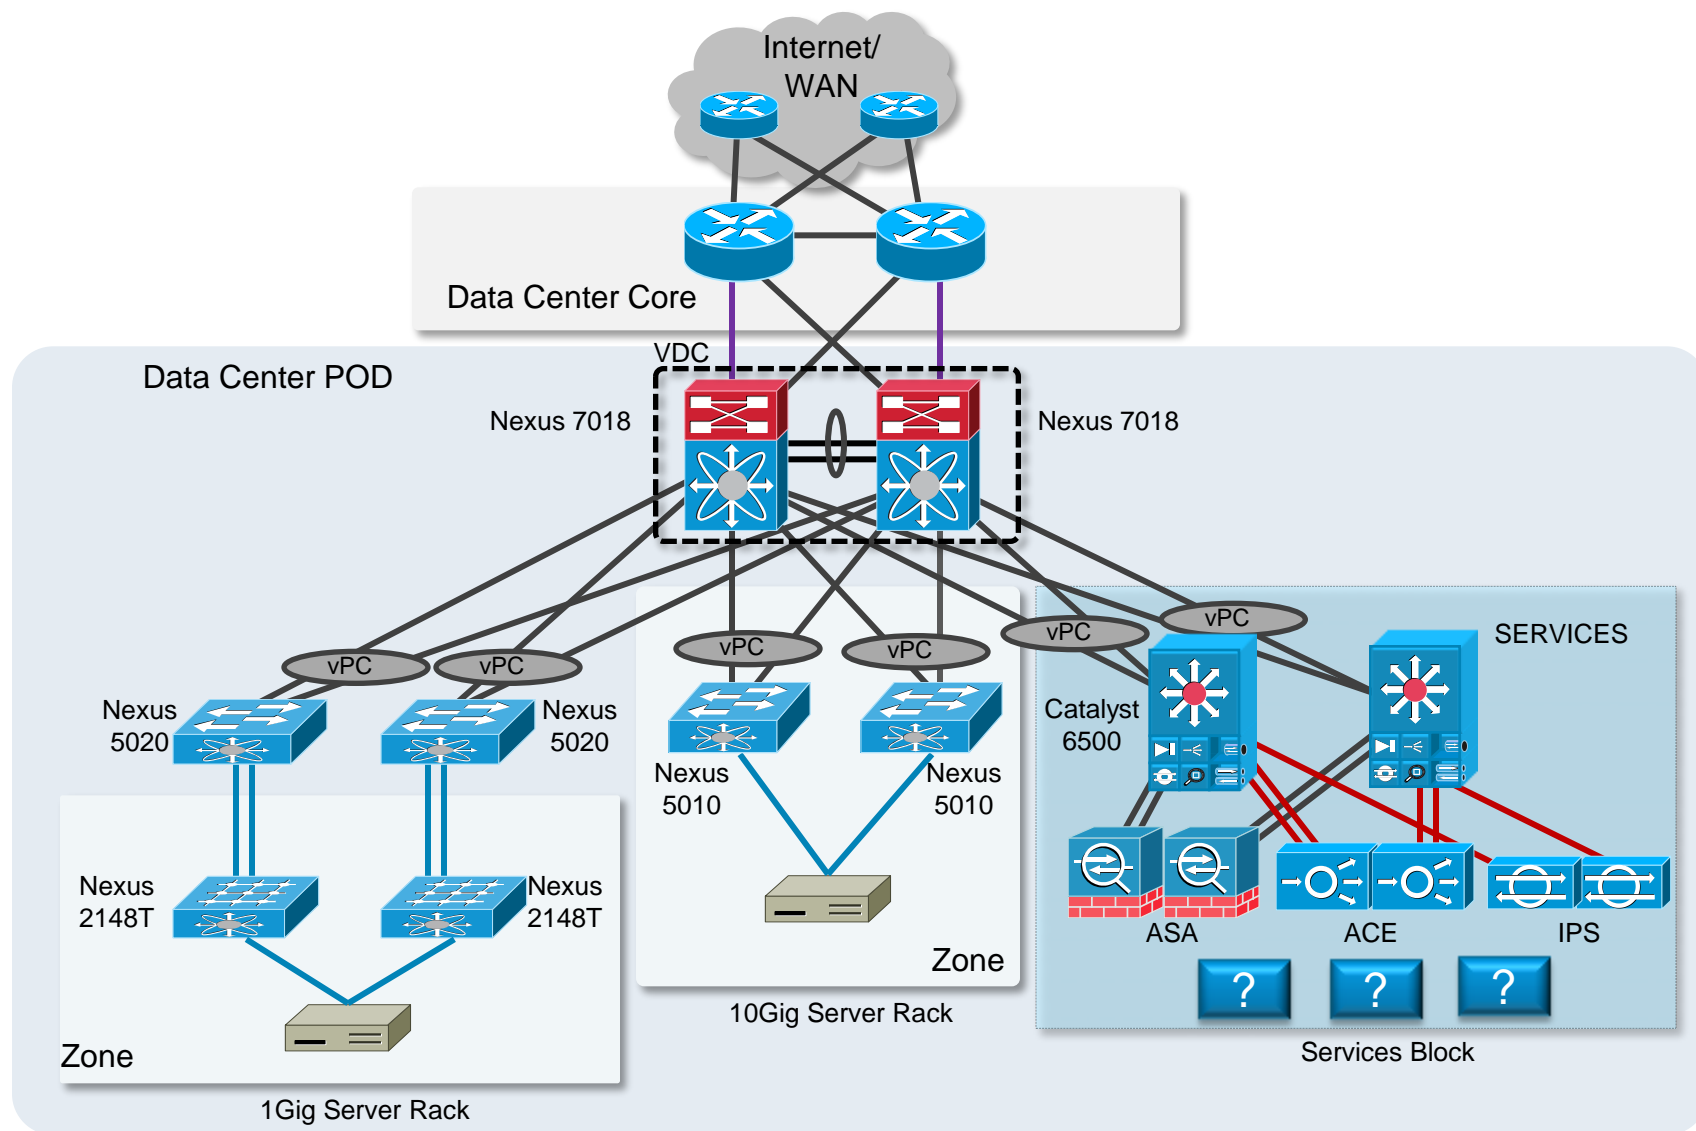 Internet/
WAN
Data Center Core
VDC
Data Center POD
Nexus 7018
Nexus 7018
vPC
vPC
vPC
vPC
vPC
vPC
SERVICES
Nexus
5020
Nexus
5020
Catalyst
6500
Nexus
5010
Nexus
5010
Nexus
2148T
Nexus
2148T
ASA
ACE
IPS
Zone
?
?
?
10Gig Server Rack
Zone
Services Block
1Gig Server Rack